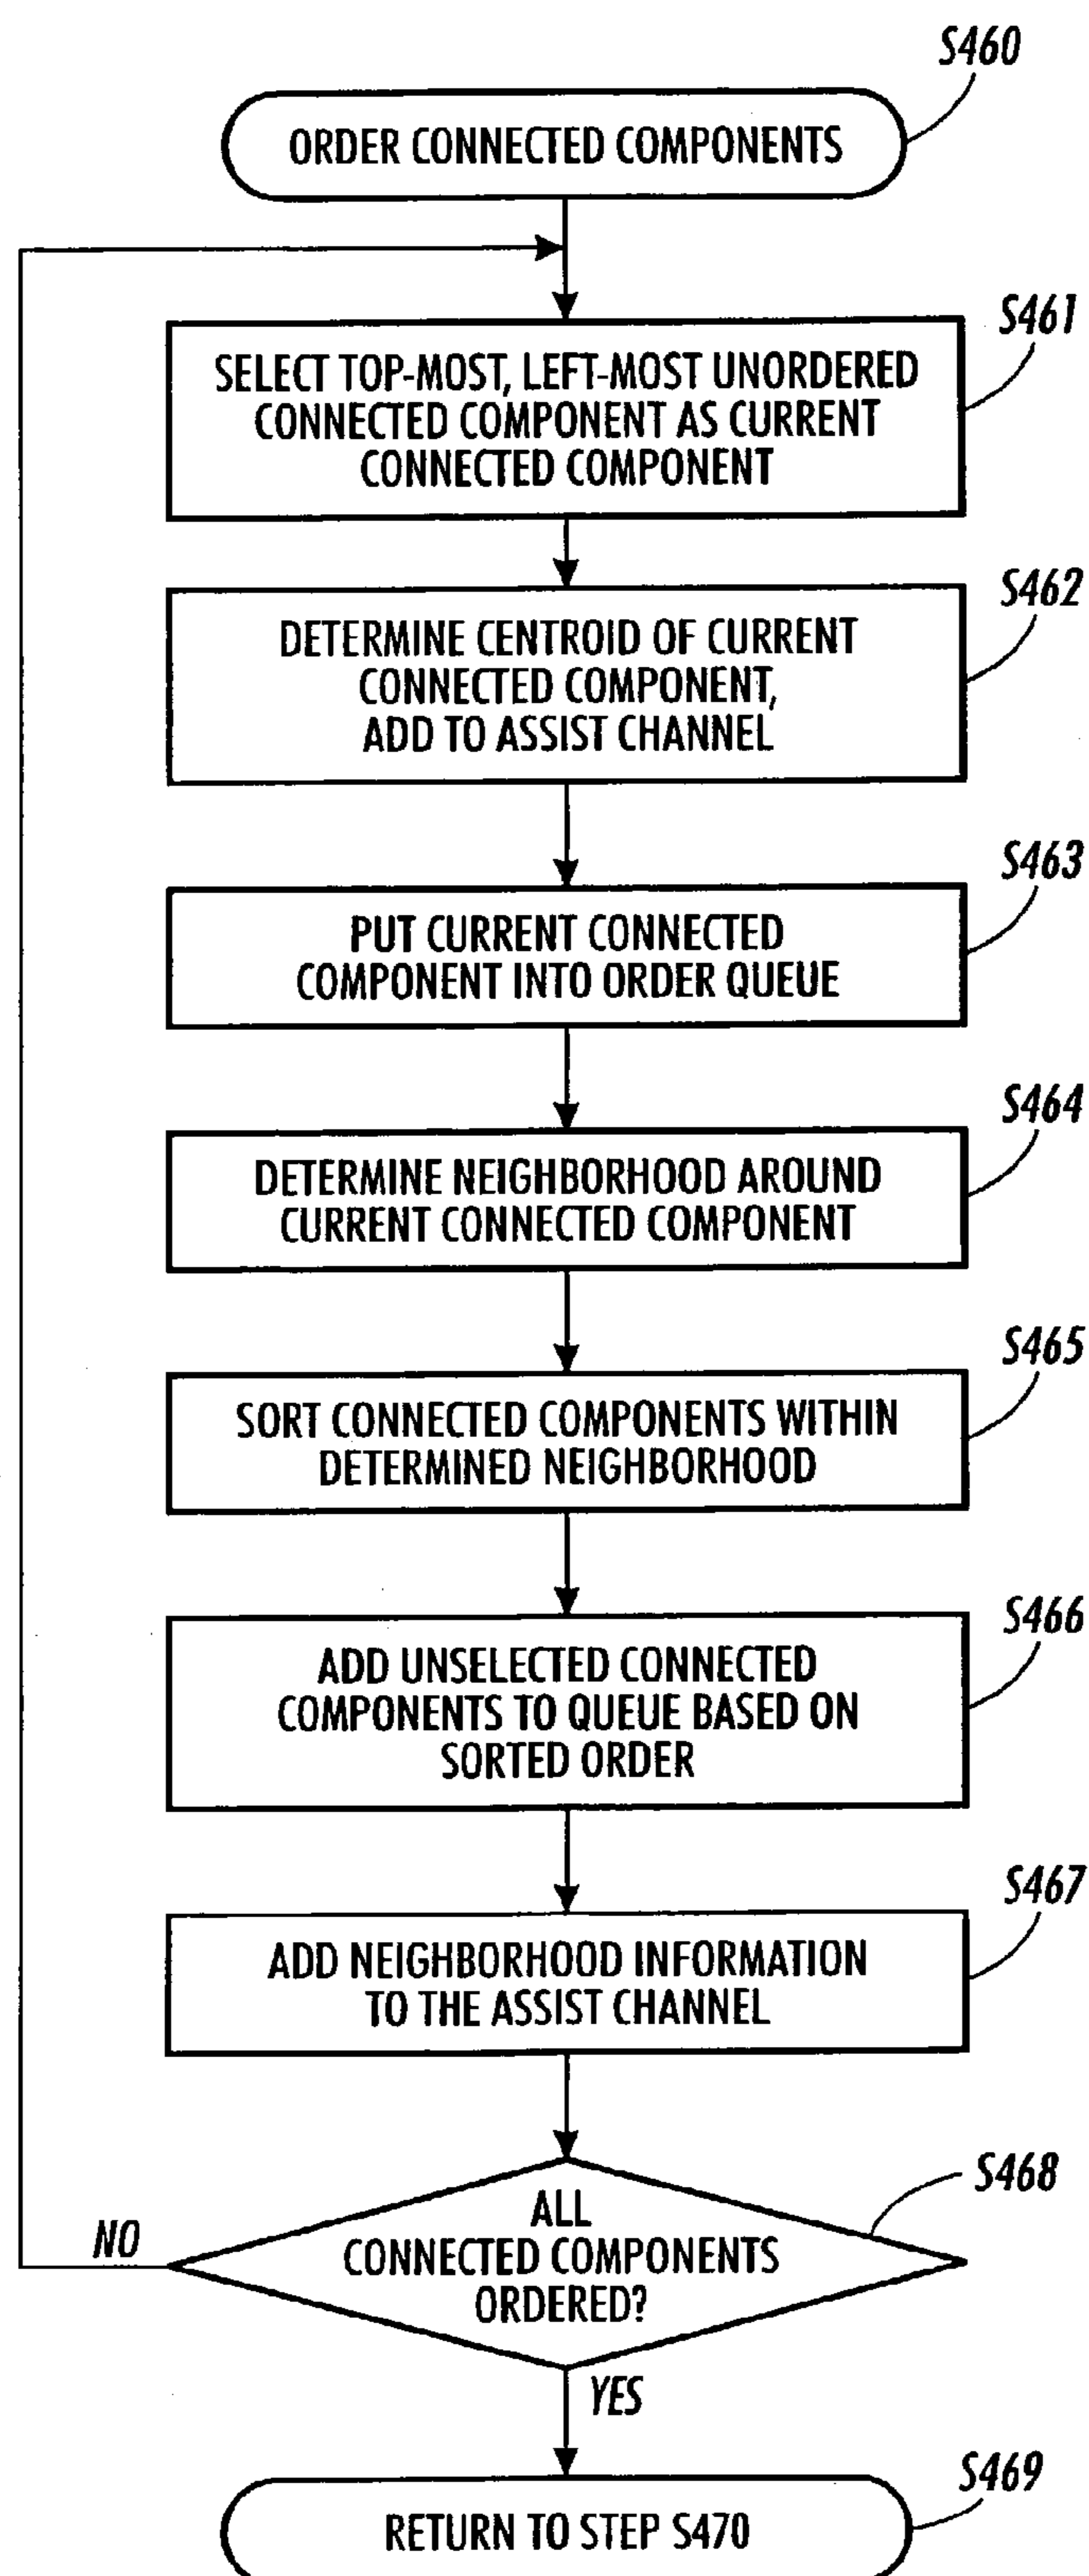 S460
ORDER CONNECTED COMPONENTS
S461
SELECT TOP-MOST, LEFT-MOST UNORDERED
CONNECTED COMPONENT AS CURRENT
CONNECTED COMPONENT
S462
DETERMINE CENTROID OF CURRENT
CONNECTED COMPONENT,
ADD TO ASSIST CHANNEL
S463
PUT CURRENT CONNECTED
COMPONENT INTO ORDER QUEUE
S464
DETERMINE NEIGHBORHOOD AROUND
CURRENT CONNECTED COMPONENT
S465
SORT CONNECTED COMPONENTS WITHIN
DETERMINED NEIGHBORHOOD
S466
ADD UNSELECTED CONNECTED
COMPONENTS TO QUEUE BASED ON
SORTED ORDER
S467
ADD NEIGHBORHOOD INFORMATION
TO THE ASSIST CHANNEL
S468
ALL
CONNECTED COMPONENTS
ORDERED?
NO
YES
S469
RETURN TO STEP S470